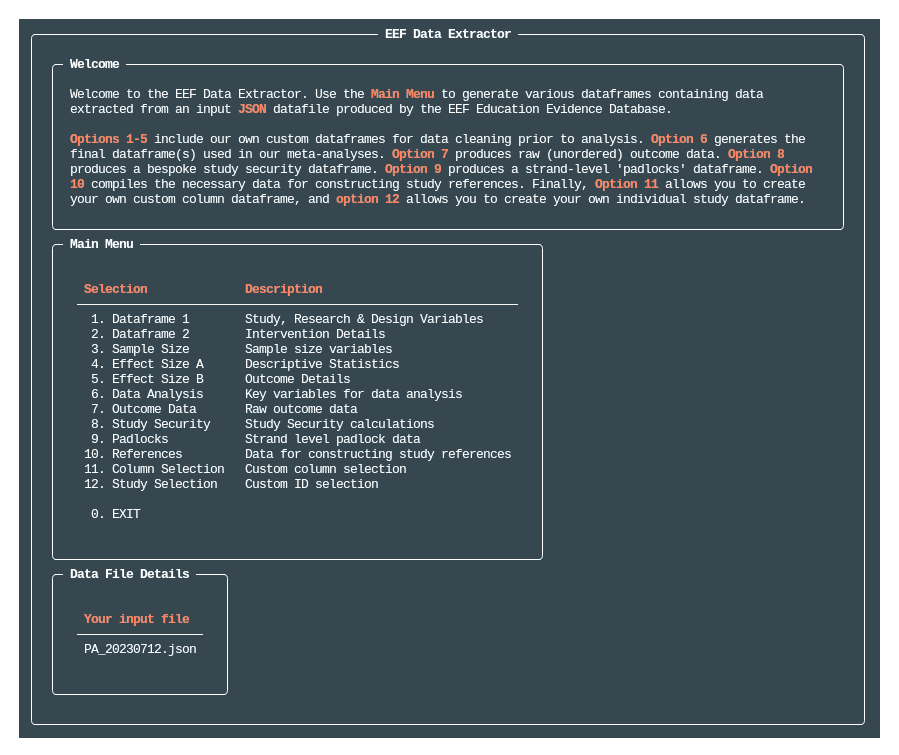 EEF Data Extractor
Welcome
Welcome to the EEF Data Extractor. Use the Main Menu to generate various dataframes containing data
extracted from an input JSON datafile produced by the EEF Education Evidence Database.
Options 1-5 include our own custom dataframes for data cleaning prior to analysis. Option 6 generates the
final dataframe(s) used in our meta-analyses. Option 7 produces raw (unordered) outcome data. Option 8
produces a bespoke study security dataframe. Option 9 produces a strand-level 'padlocks' dataframe. Option
10 compiles the necessary data for constructing study references. Finally, Option 11 allows you to create
your own custom column dataframe, and option 12 allows you to create your own individual study dataframe.
Main Menu
Selection Description
1. Dataframe 1 Study, Research & Design Variables
2. Dataframe 2 Intervention Details
3. Sample Size Sample size variables
4. Effect Size A Descriptive Statistics
5. Effect Size B Outcome Details
6. Data Analysis Key variables for data analysis
7. Outcome Data Raw outcome data
8. Study Security Study Security calculations
9. Padlocks Strand level padlock data
10. References Data for constructing study references
11. Column Selection Custom column selection
12. Study Selection Custom ID selection
0. EXIT
Data File Details
Your input file
PA_20230712.json